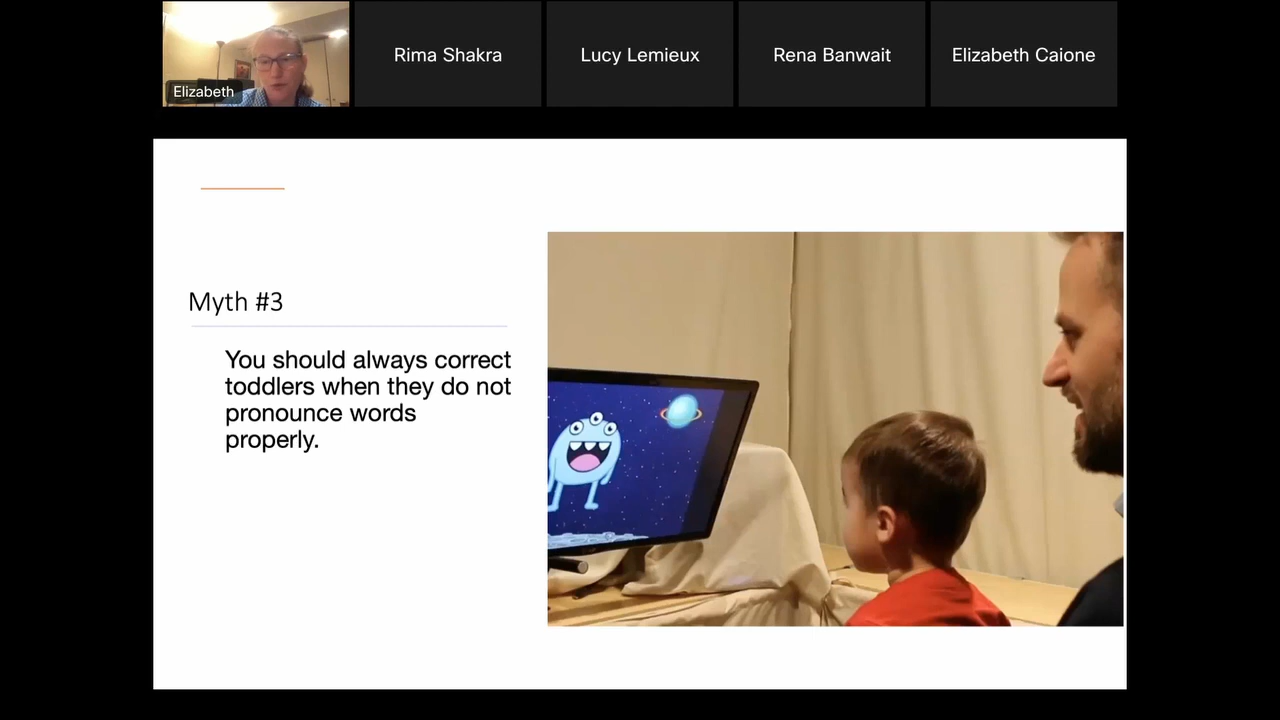 Elizabeth
Rima Shakra
Lucy Lemieux
Rena Banwait
Elizabeth Caione
Myth #3
You should always correct
toddlers when they do not
pronounce words
properly.